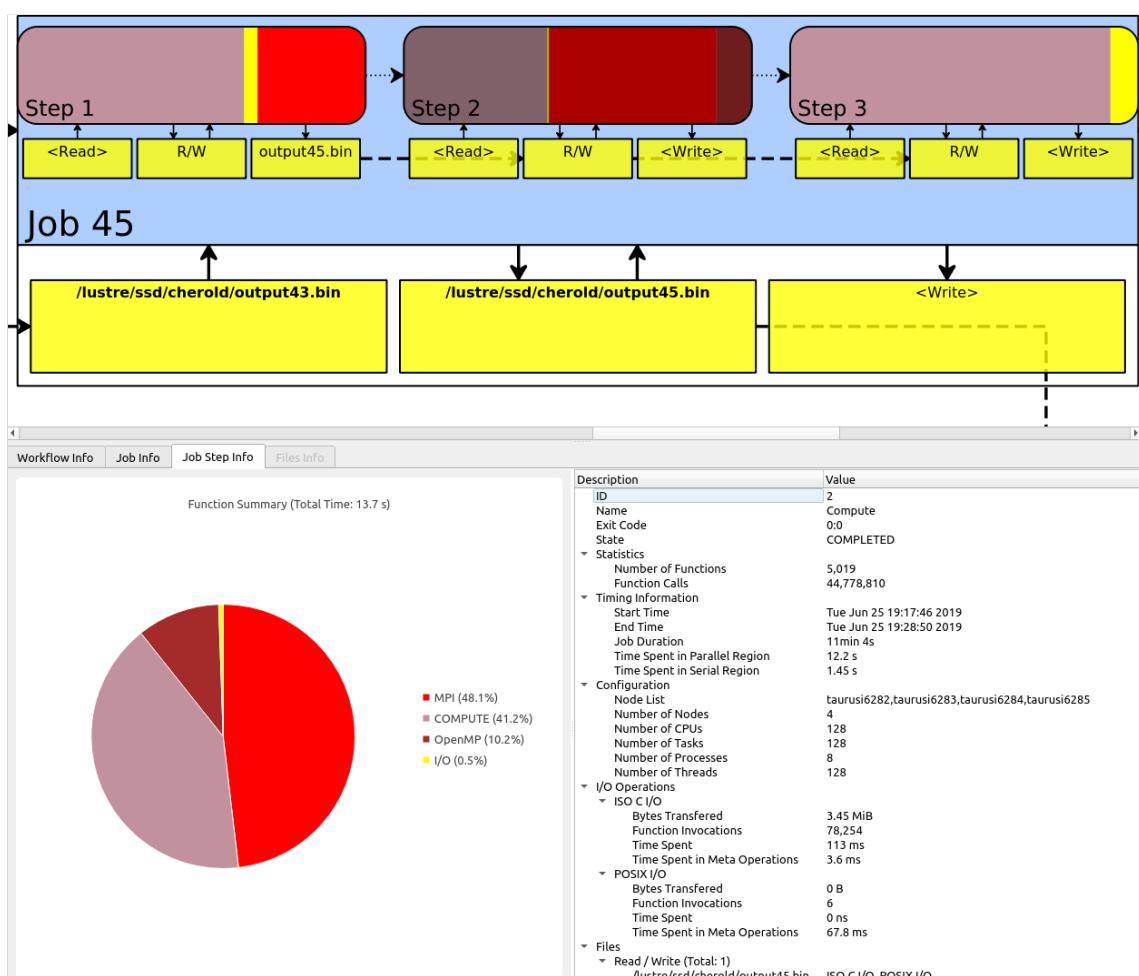 Step 1
Step 2
Step 3
<Read>
R/W
output45.bin
<Read>
R/W
<Write>
<Read>
R/W
<Write>
Job 45
/lustre/ssd/cherold/output43.bin
/lustre/ssd/cherold/output45.bin
<Write>
Workflow Info
Job Info
Job Step Info
Files Info
Function Summary (Total Time: 13.7 s)
MPI (48.1%)
COMPUTE (41.2%)
OpenMP (10.2%)
I/O (0.5%)
Description Value
ID 2
Name Compute
Exit Code 0:0
State COMPLETED
Statistics
Number of Functions 5,019
Function Calls 44,778,810
Timing Information
Start Time Tue Jun 25 19:17:46 2019
End Time Tue Jun 25 19:28:50 2019
Job Duration 11min 4s
Time Spent in Parallel Region 12.2 s
Time Spent in Serial Region 1.45 s
Configuration
Node List taurusi6282,taurusi6283,taurusi6284,taurusi6285
Number of Nodes 4
Number of CPUs 128
Number of Tasks 128
Number of Processes 8
Number of Threads 128
I/O Operations
ISO C I/O
Bytes Transfered 3.45 MiB
Function Invocations 78,254
Time Spent 113 ms
Time Spent in Meta Operations 3.6 ms
POSIX I/O
Bytes Transfered 0 B
Function Invocations 6
Time Spent 0 ns
Time Spent in Meta Operations 67.8 ms
Files
Read / Write (Total: 1)
/lustre/ssd/cherold/output45.bin ISO C I/O, POSIX I/O